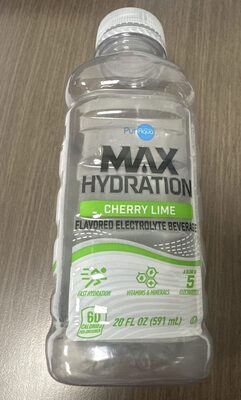 PurAqua
MAX
HYDRATION
CHERRY LIME
FLAVORED ELECTROLYTE BEVERAGE
5
FAST HYDRATION
VITAMINS & MINERALS
60
CALORIES
20 FL OZ (591 mL)